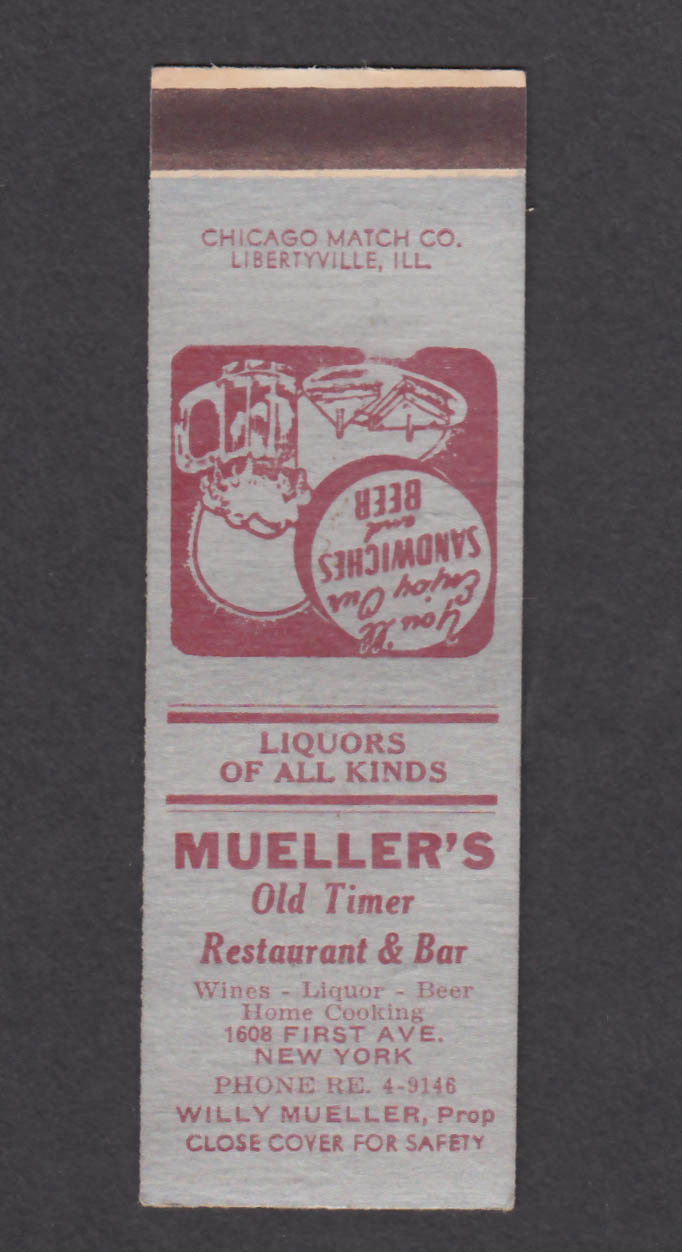 CHICAGO MATCH CO.
LIBERTYVILLE, ILL.
You'll
Enjoy Our
SANDWICHES
and
BEER
LIQUORS
OF ALL KINDS
MUELLER'S
Old Timer
Restaurant & Bar
Wines - Liquor - Beer
Home Cooking
1608 FIRST AVE.
NEW YORK
PHONE RE. 4-9146
WILLY MUELLER, Prop
CLOSE COVER FOR SAFETY